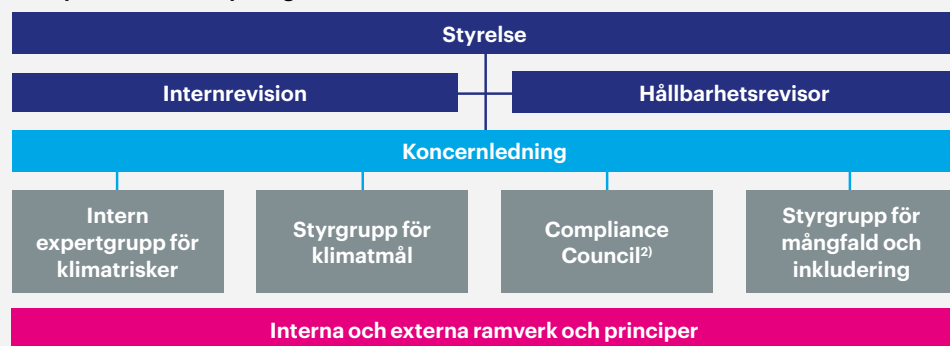 Styrelse
Internrevision
Hållbarhetsrevisor
Koncernledning
Intern
expertgrupp för
klimatrisker
Styrgrupp för
klimatmål
Compliance
Council2)
Styrgrupp för
mångfald och
inkludering
Interna och externa ramverk och principer